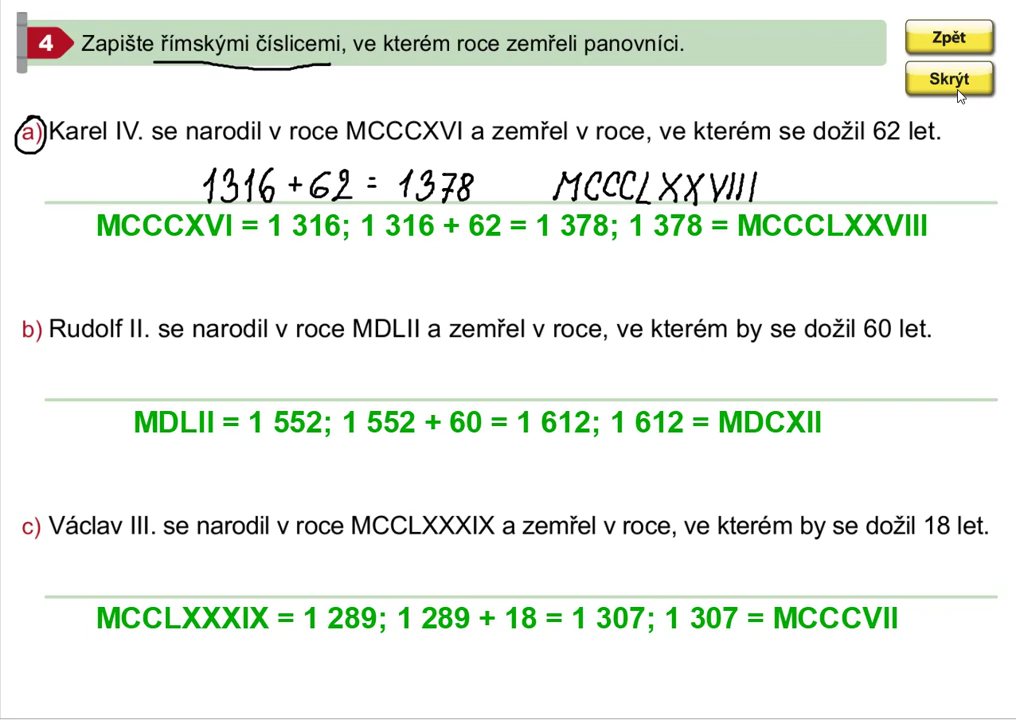 4 Zapište římskými číslicemi, ve kterém roce zemřeli panovníci.
Zpět
Skrýt
a) Karel IV. se narodil v roce MCCCXVI a zemřel v roce, ve kterém se dožil 62 let.
1316 + 62 = 1378 MCCCLXXVIII
MCCCXVI = 1 316; 1 316 + 62 = 1 378; 1 378 = MCCCLXXVIII
b) Rudolf II. se narodil v roce MDLII a zemřel v roce, ve kterém by se dožil 60 let.
MDLII = 1 552; 1 552 + 60 = 1 612; 1 612 = MDCXII
c) Václav III. se narodil v roce MCCLXXXIX a zemřel v roce, ve kterém by se dožil 18 let.
MCCLXXXIX = 1 289; 1 289 + 18 = 1 307; 1 307 = MCCCVII